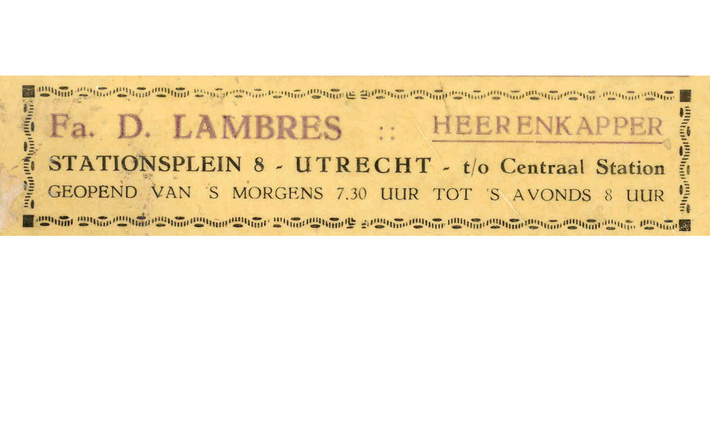 Fa. D. LAMBRES :: HEERENKAPPER
STATIONSPLEIN 8 - UTRECHT - t/o Centraal Station
GEOPEND VAN 'S MORGENS 7.30 UUR TOT 'S AVONDS 8 UUR